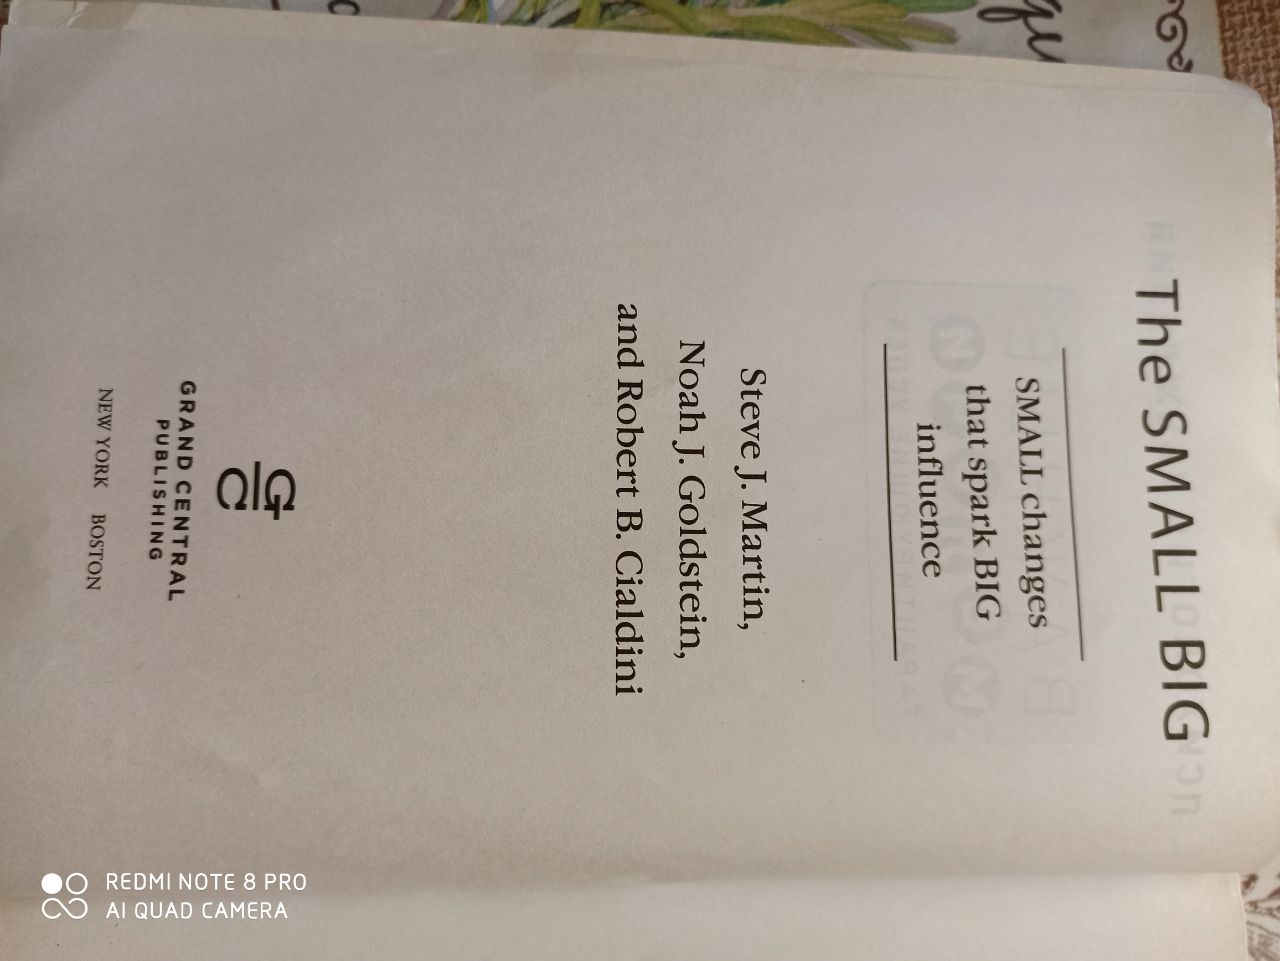 The SMALL BIG
SMALL changes
that spark BIG
influence
Steve J. Martin,
Noah J. Goldstein,
and Robert B. Cialdini
GC
GRAND CENTRAL
PUBLISHING
NEW YORK BOSTON
REDMI NOTE 8 PRO
AI QUAD CAMERA